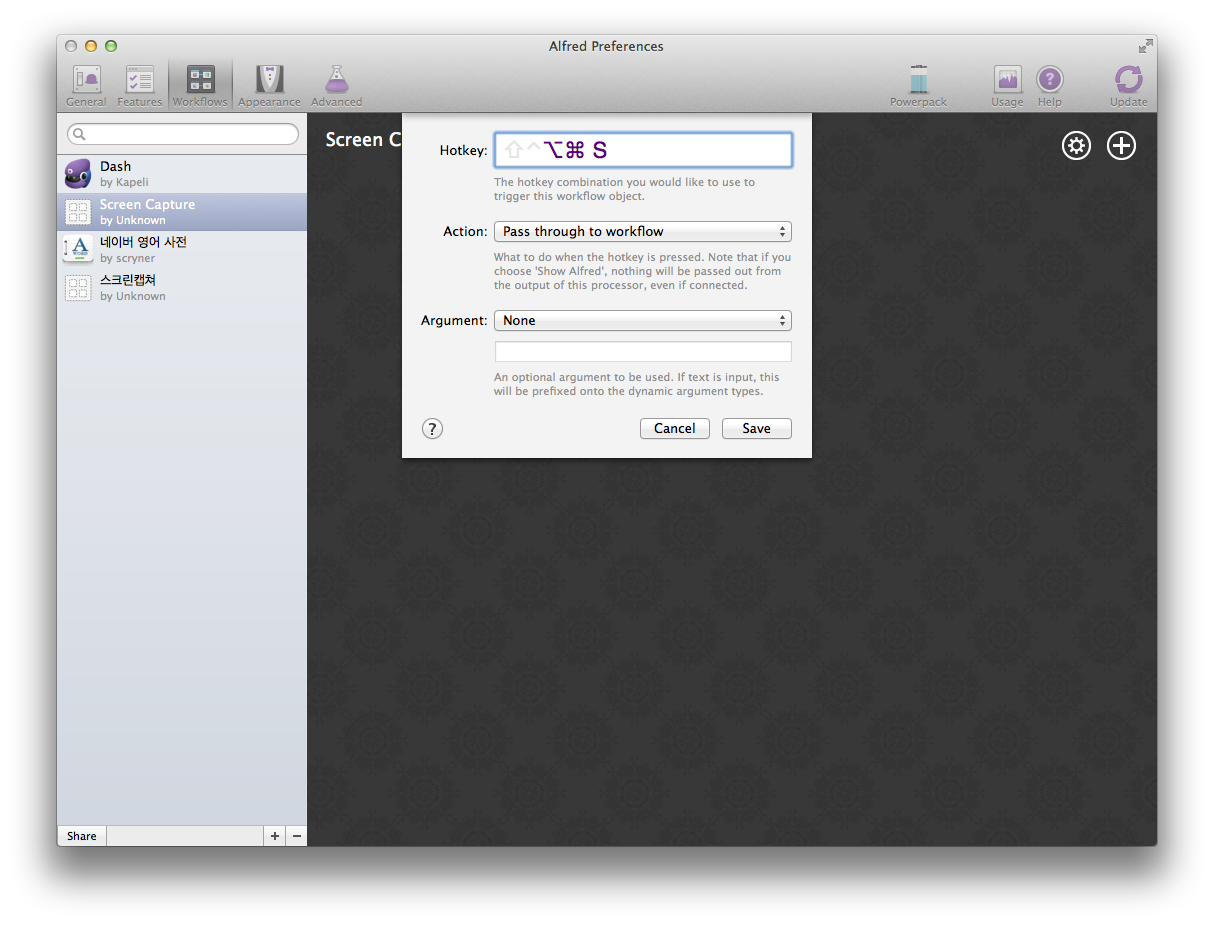 Alfred Preferences
General Features Workflows Appearance Advanced Powerpack Usage Help Update
Dash
by Kapeli
Screen Capture
by Unknown
네이버 영어 사전
by scryner
스크린캡쳐
by Unknown
Share + −
Screen C
Hotkey: ⇧^⌥⌘ S
The hotkey combination you would like to use to
trigger this workflow object.
Action: Pass through to workflow
What to do when the hotkey is pressed. Note that if you
choose 'Show Alfred', nothing will be passed out from
the output of this processor, even if connected.
Argument: None
An optional argument to be used. If text is input, this
will be prefixed onto the dynamic argument types.
? Cancel Save